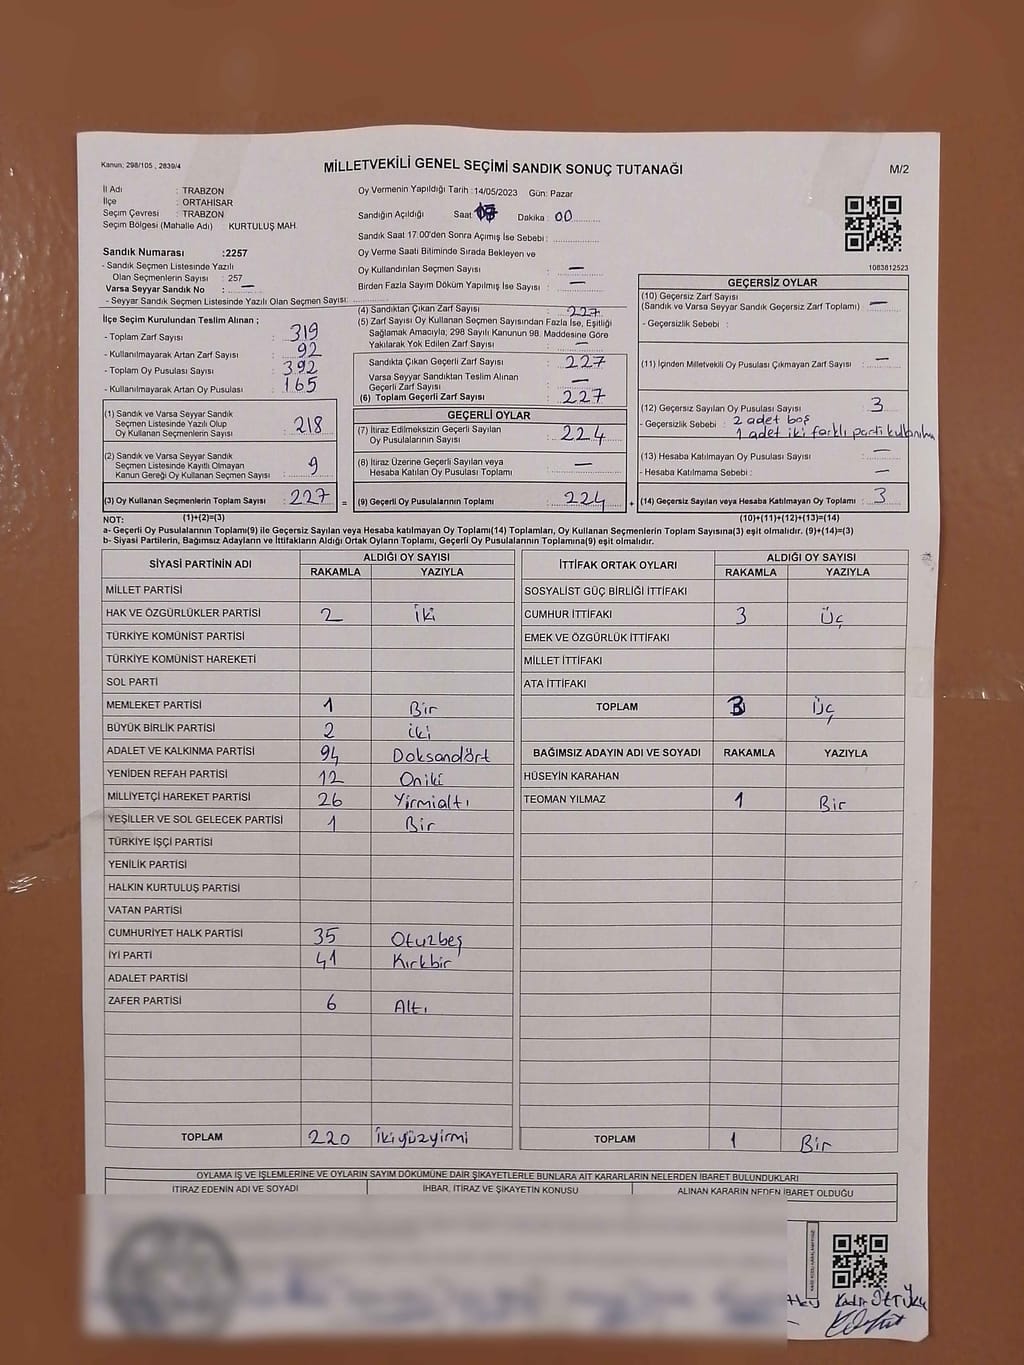 Kanun; 298/105 , 2839/4
MİLLETVEKİLİ GENEL SEÇİMİ SANDIK SONUÇ TUTANAĞI
M/2
İl Adı : TRABZON
İlçe : ORTAHİSAR
Seçim Çevresi : TRABZON
Seçim Bölgesi (Mahalle Adı) KURTULUŞ MAH.
Sandık Numarası :2257
- Sandık Seçmen Listesinde Yazılı
Olan Seçmenlerin Sayısı : 257
Varsa Seyyar Sandık No : —
- Seyyar Sandık Seçmen Listesinde Yazılı Olan Seçmen Sayısı:
Oy Vermenin Yapıldığı Tarih :14/05/2023 Gün: Pazar
Sandığın Açıldığı Saat Dakika : 00
Sandık Saat 17:00'den Sonra Açımış İse Sebebi :
Oy Verme Saati Bitiminde Sırada Bekleyen ve
Oy Kullandırılan Seçmen Sayısı : —
Birden Fazla Sayım Döküm Yapılmış İse Sayısı : —
1083812523
İlçe Seçim Kurulundan Teslim Alınan ;
- Toplam Zarf Sayısı : 319
- Kullanılmayarak Artan Zarf Sayısı : 92
- Toplam Oy Pusulası Sayısı : 392
- Kullanılmayarak Artan Oy Pusulası : 165
(1) Sandık ve Varsa Seyyar Sandık
Seçmen Listesinde Yazılı Olup
Oy Kullanan Seçmenlerin Sayısı : 218
(2) Sandık ve Varsa Seyyar Sandık
Seçmen Listesinde Kayıtlı Olmayan
Kanun Gereği Oy Kullanan Seçmen Sayısı : 9
(3) Oy Kullanan Seçmenlerin Toplam Sayısı : 227 =
(4) Sandıktan Çıkan Zarf Sayısı : 227
(5) Zarf Sayısı Oy Kullanan Seçmen Sayısından Fazla İse, Eşitliği
Sağlamak Amacıyla; 298 Sayılı Kanunun 98. Maddesine Göre
Yakılarak Yok Edilen Zarf Sayısı : —
Sandıkta Çıkan Geçerli Zarf Sayısı : 227
Varsa Seyyar Sandıktan Teslim Alınan
Geçerli Zarf Sayısı : —
(6) Toplam Geçerli Zarf Sayısı : 227
GEÇERLİ OYLAR
(7) İtiraz Edilmeksizin Geçerli Sayılan
Oy Pusulalarının Sayısı : 224
(8) İtiraz Üzerine Geçerli Sayılan veya
Hesaba Katılan Oy Pusulası Toplamı : —
(9) Geçerli Oy Pusulalarının Toplamı : 224 +
GEÇERSİZ OYLAR
(10) Geçersiz Zarf Sayısı
(Sandık ve Varsa Seyyar Sandık Geçersiz Zarf Toplamı) : —
- Geçersizlik Sebebi :
(11) İçinden Milletvekili Oy Pusulası Çıkmayan Zarf Sayısı : —
(12) Geçersiz Sayılan Oy Pusulası Sayısı : 3
- Geçersizlik Sebebi : 2 adet boş
1 adet iki farklı parti
(13) Hesaba Katılmayan Oy Pusulası Sayısı : —
- Hesaba Katılmama Sebebi : —
(14) Geçersiz Sayılan veya Hesaba Katılmayan Oy Toplamı : 3
NOT: (1)+(2)=(3) (10)+(11)+(12)+(13)=(14)
a- Geçerli Oy Pusulalarının Toplamı(9) ile Geçersiz Sayılan veya Hesaba katılmayan Oy Toplam(14) Toplamları, Oy Kullanan Seçmenlerin Toplam Sayısına(3) eşit olmalıdır. (9)+(14)=(3)
b- Siyasi Partilerin, Bağımsız Adayların ve İttifakların Aldığı Ortak Oyların Toplamı, Geçerli Oy Pusulalarının Toplamına(9) eşit olmalıdır.
SİYASİ PARTİNİN ADI ALDIĞI OY SAYISI
RAKAMLA YAZIYLA
MİLLET PARTİSİ
HAK VE ÖZGÜRLÜKLER PARTİSİ 2 İki
TÜRKİYE KOMÜNİST PARTİSİ
TÜRKİYE KOMÜNİST HAREKETİ
SOL PARTİ
MEMLEKET PARTİSİ 1 Bir
BÜYÜK BİRLİK PARTİSİ 2 iki
ADALET VE KALKINMA PARTİSİ 94 Doksandört
YENİDEN REFAH PARTİSİ 12 Oniki
MİLLİYETÇİ HAREKET PARTİSİ 26 Yirmialtı
YEŞİLLER VE SOL GELECEK PARTİSİ 1 Bir
TÜRKİYE İŞÇİ PARTİSİ
YENİLİK PARTİSİ
HALKIN KURTULUŞ PARTİSİ
VATAN PARTİSİ
CUMHURİYET HALK PARTİSİ 35 Otuzbeş
İYİ PARTİ 41 Kırkbir
ADALET PARTİSİ
ZAFER PARTİSİ 6 Altı
TOPLAM 220 İkiyüzyirmi
İTTİFAK ORTAK OYLARI ALDIĞI OY SAYISI
RAKAMLA YAZIYLA
SOSYALİST GÜÇ BİRLİĞİ İTTİFAKI
CUMHUR İTTİFAKI 3 Üç
EMEK VE ÖZGÜRLÜK İTTİFAKI
MİLLET İTTİFAKI
ATA İTTİFAKI
TOPLAM 3 Üç
BAĞIMSIZ ADAYIN ADI VE SOYADI RAKAMLA YAZIYLA
HÜSEYİN KARAHAN
TEOMAN YILMAZ 1 Bir
TOPLAM 1 Bir
OYLAMA İŞ VE İŞLEMLERİNE VE OYLARIN SAYIM DÖKÜMÜNE DAİR ŞİKAYETLERLE BUNLARA AİT KARARLARIN NELERDEN İBARET BULUNDUKLARI
İTİRAZ EDENİN ADI VE SOYADI İHBAR, İTİRAZ VE ŞİKAYETİN KONUSU ALINAN KARARIN NEDEN İBARET OLDUĞU
Kadir